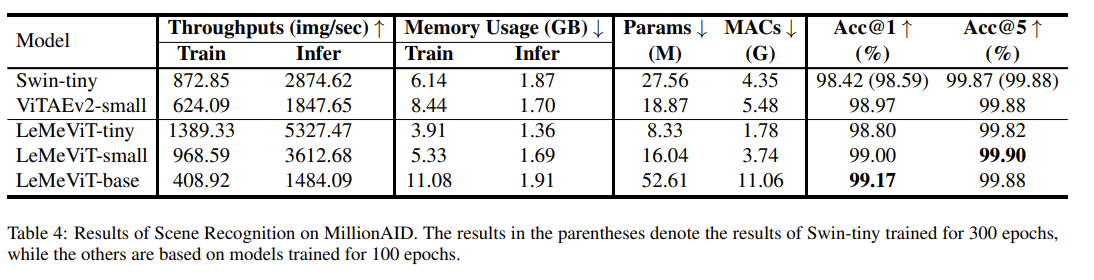 Model Throughputs (img/sec) ↑ Memory Usage (GB) ↓ Params ↓ MACs ↓ Acc@1 ↑ Acc@5 ↑
Train Infer Train Infer (M) (G) (%) (%)
Swin-tiny 872.85 2874.62 6.14 1.87 27.56 4.35 98.42 (98.59) 99.87 (99.88)
ViTAEv2-small 624.09 1847.65 8.44 1.70 18.87 5.48 98.97 99.88
LeMeViT-tiny 1389.33 5327.47 3.91 1.36 8.33 1.78 98.80 99.82
LeMeViT-small 968.59 3612.68 5.33 1.69 16.04 3.74 99.00 99.90
LeMeViT-base 408.92 1484.09 11.08 1.91 52.61 11.06 99.17 99.88
Table 4: Results of Scene Recognition on MillionAID. The results in the parentheses denote the results of Swin-tiny trained for 300 epochs,
while the others are based on models trained for 100 epochs.